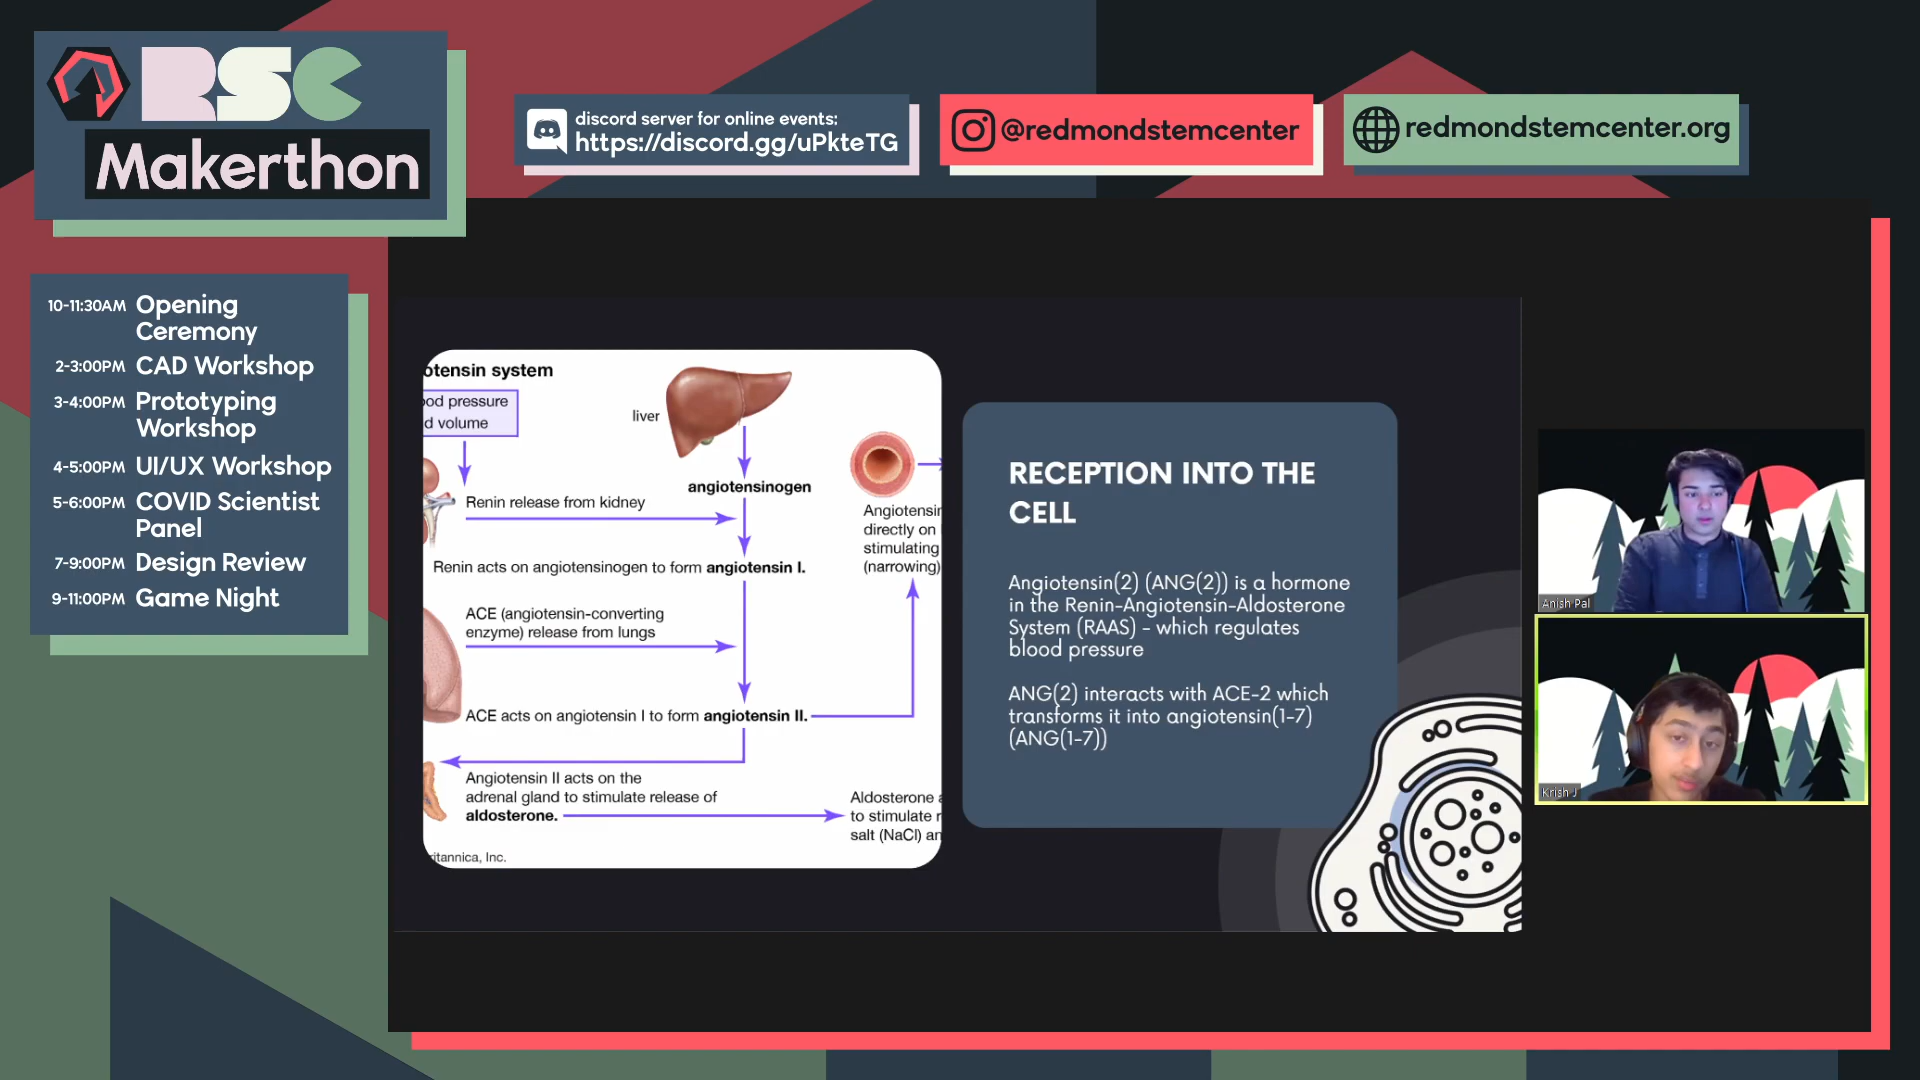 RSC
Makerthon
discord server for online events:
https://discord.gg/uPkteTG
@redmondstemcenter
redmondstemcenter.org
10-11:30AM Opening
Ceremony
2-3:00PM CAD Workshop
3-4:00PM Prototyping
Workshop
4-5:00PM UI/UX Workshop
5-6:00PM COVID Scientist
Panel
7-9:00PM Design Review
9-11:00PM Game Night
otensin system
ood pressure
d volume
liver
angiotensinogen
Renin release from kidney
Renin acts on angiotensinogen to form angiotensin I.
ACE (angiotensin-converting
enzyme) release from lungs
ACE acts on angiotensin I to form angiotensin II.
Angiotensin
directly on
stimulating
(narrowing)
Angiotensin II acts on the
adrenal gland to stimulate release of
aldosterone.
Aldosterone a
to stimulate r
salt (NaCl) an
ritannica, Inc.
RECEPTION INTO THE
CELL
Angiotensin(2) (ANG(2)) is a hormone
in the Renin-Angiotensin-Aldosterone
System (RAAS) - which regulates
blood pressure
ANG(2) interacts with ACE-2 which
transforms it into angiotensin(1-7)
(ANG(1-7))
Anish Pal
Krish J